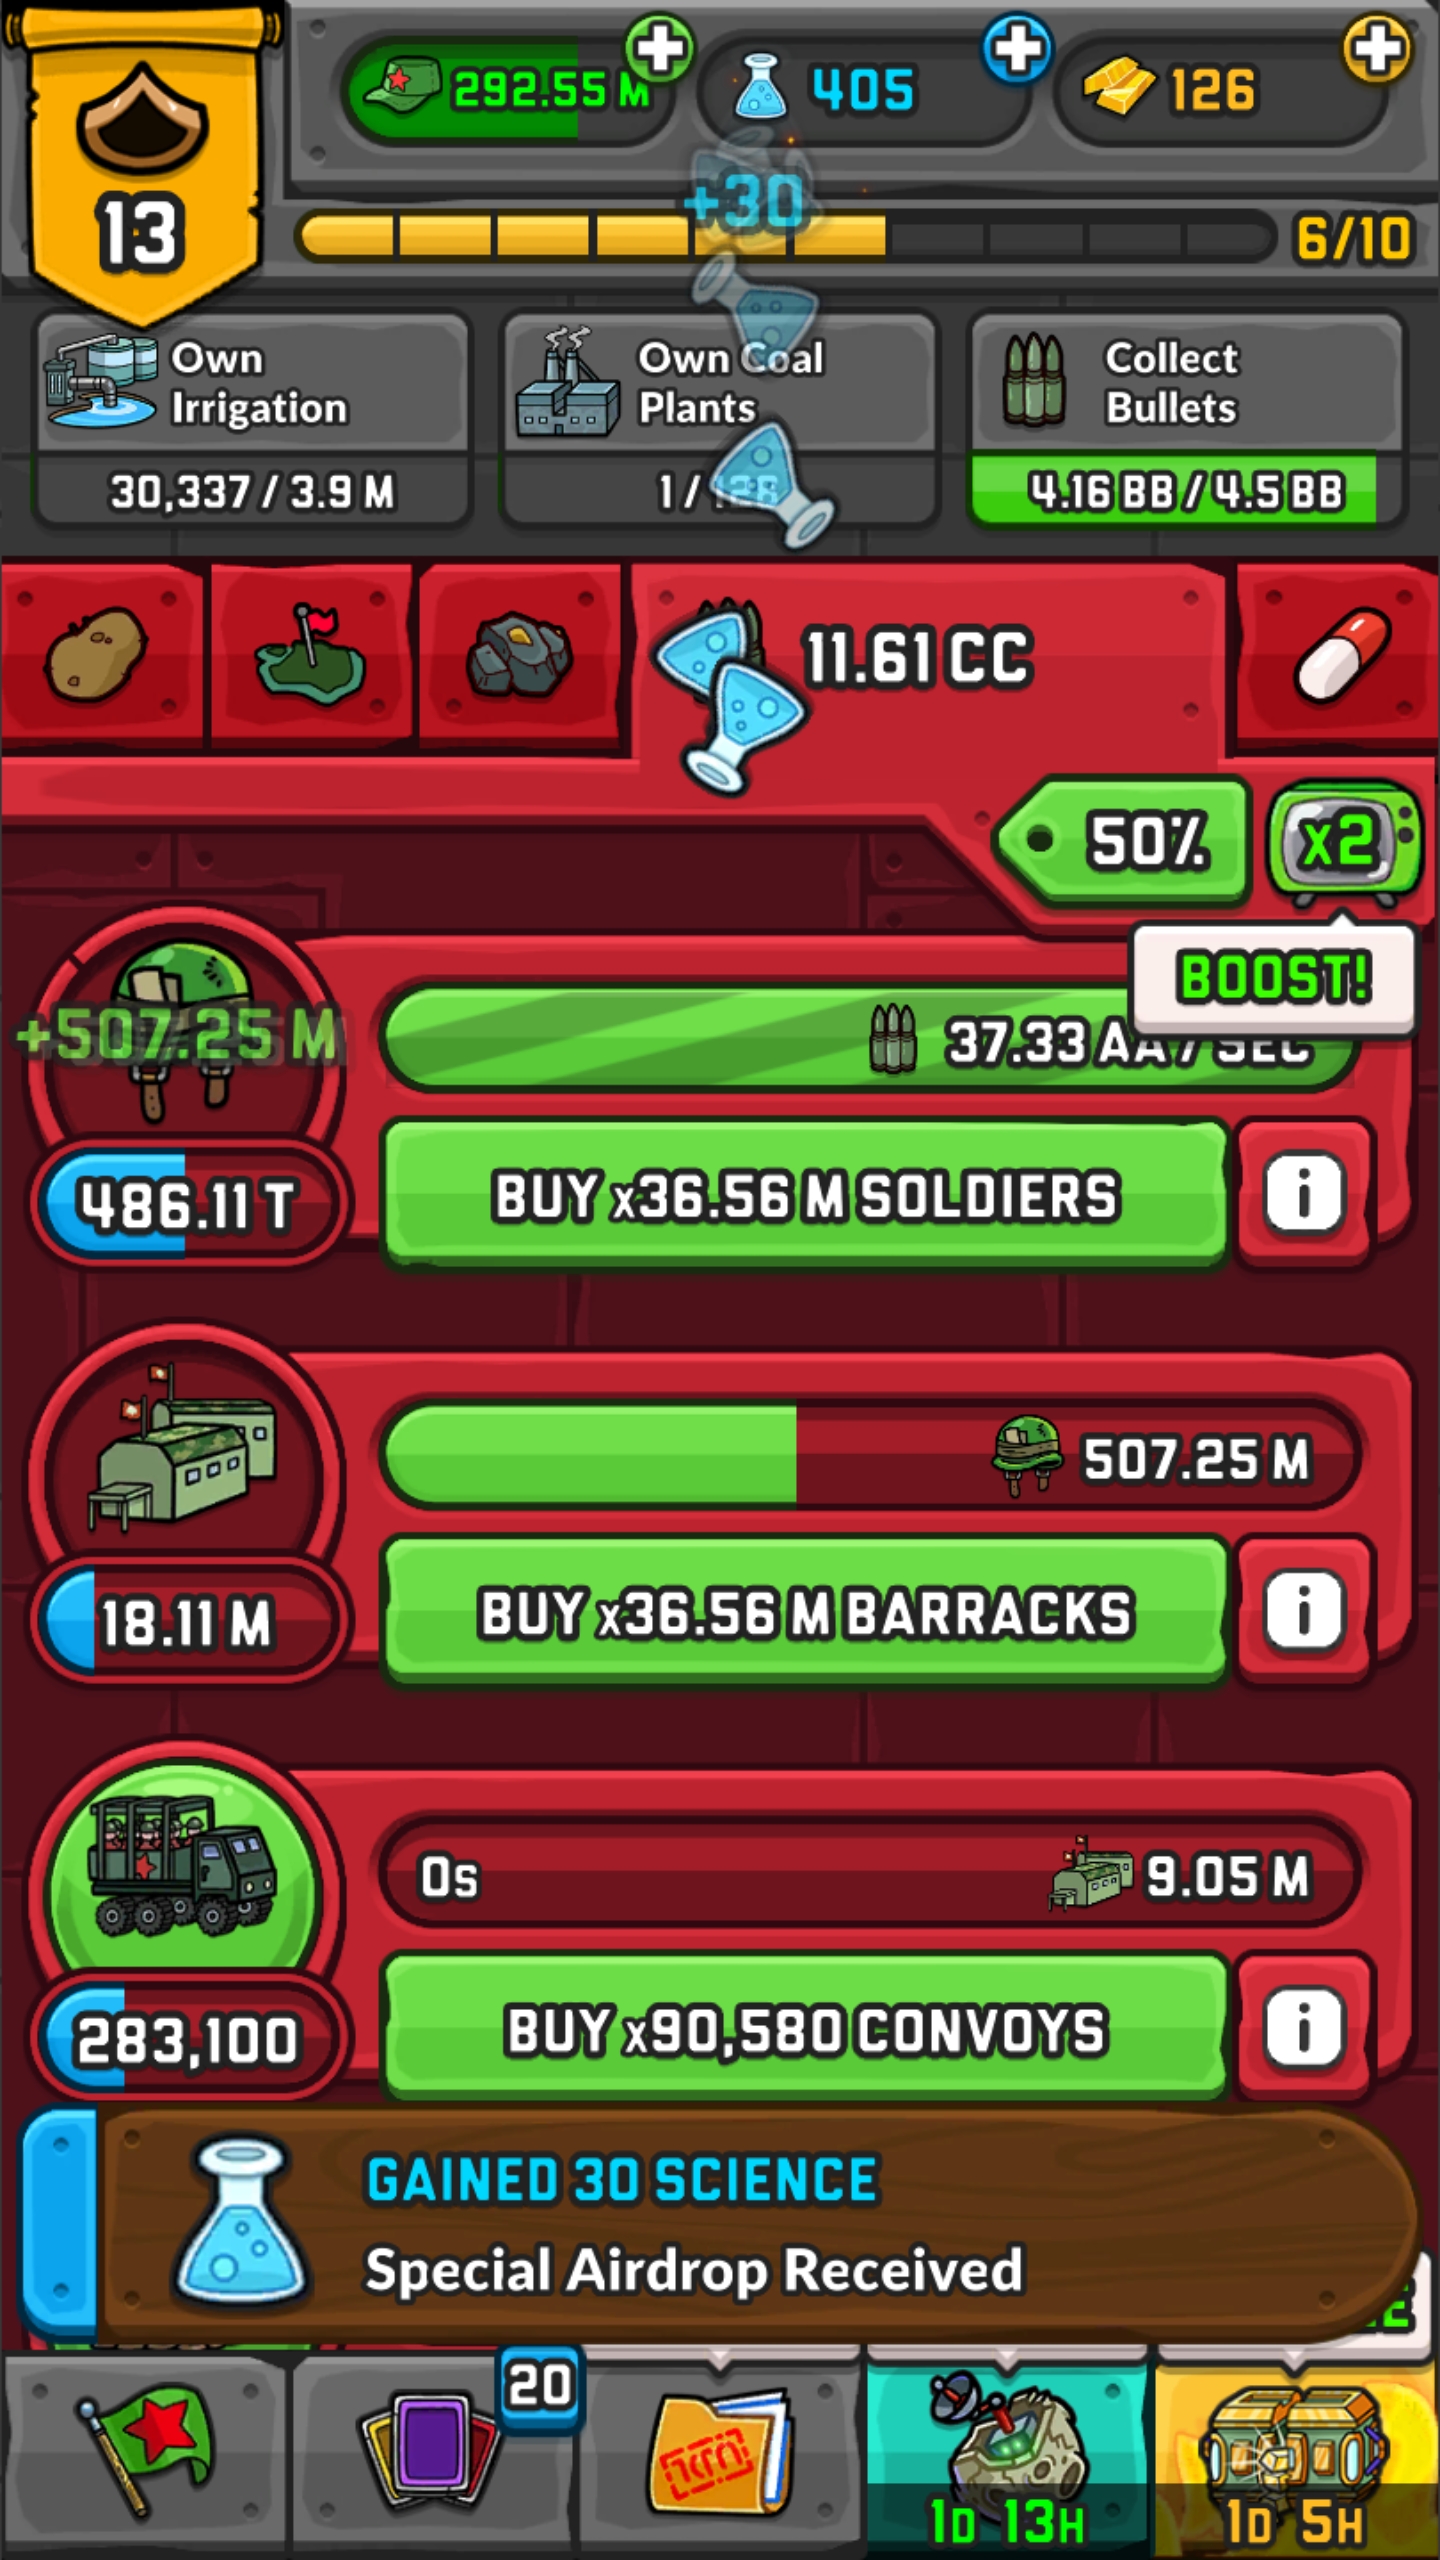 292.55 M
405
126
+30
13
6/10
Own
Irrigation
30,337 / 3.9 M
Own Coal
Plants
1 / 128
Collect
Bullets
4.16 BB / 4.5 BB
11.61 CC
50%
x2
BOOST!
+507.25 M
37.33 AA / SEC
486.11 T
BUY x36.56 M SOLDIERS
i
507.25 M
18.11 M
BUY x36.56 M BARRACKS
i
0s
9.05 M
283,100
BUY x90,580 CONVOYS
i
GAINED 30 SCIENCE
Special Airdrop Received
20
1D 13H
1D 5H